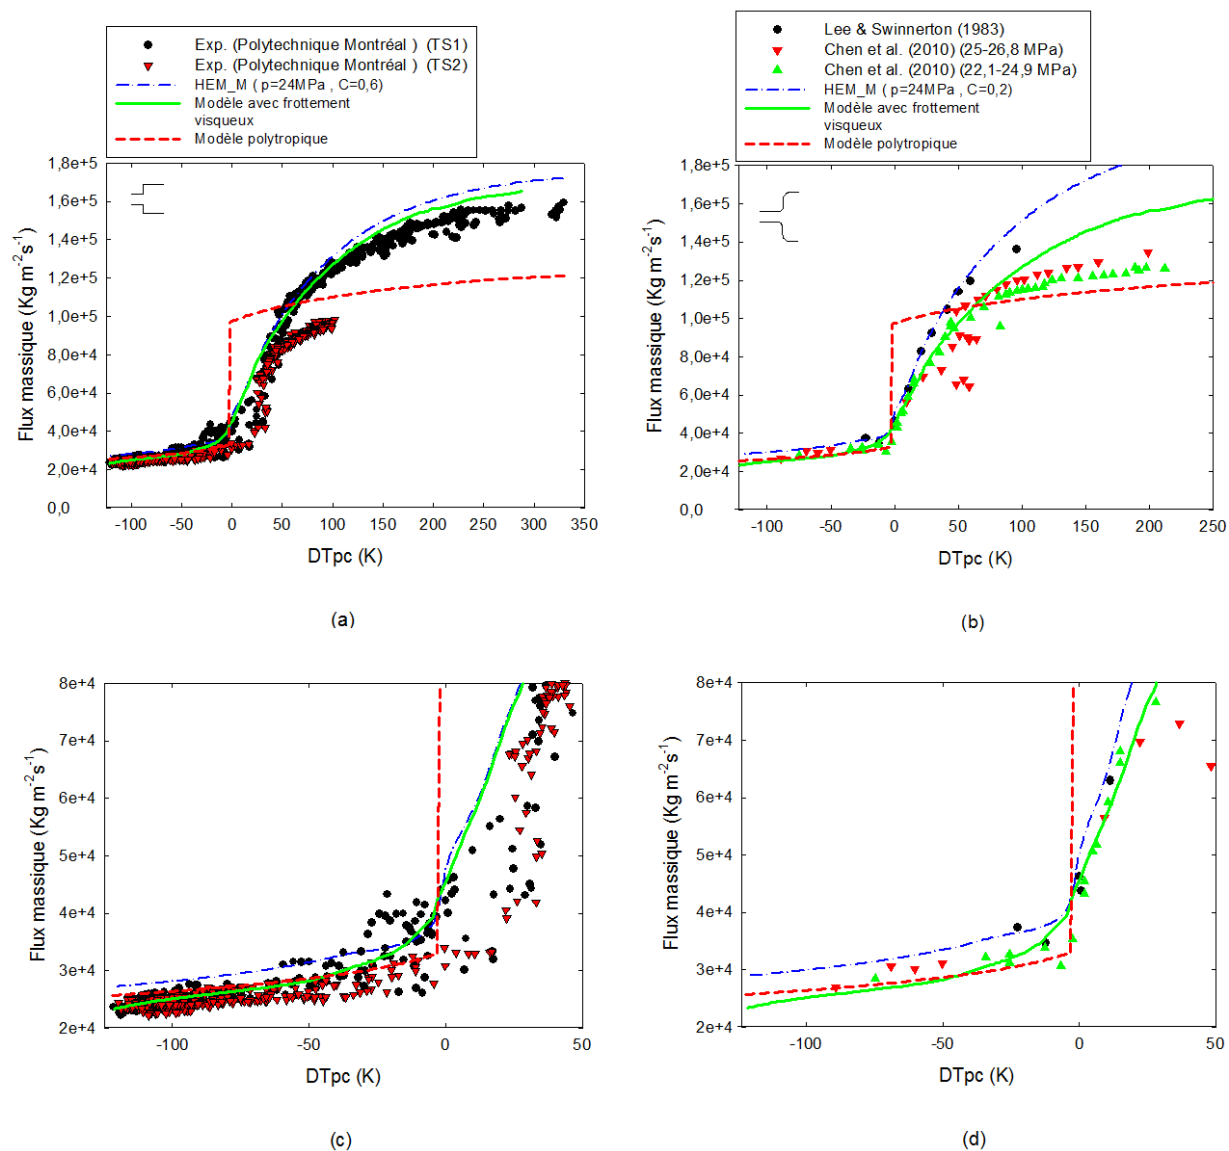 Exp. (Polytechnique Montréal ) (TS1)
Exp. (Polytechnique Montréal ) (TS2)
HEM_M ( p=24MPa , C=0,6)
Modèle avec frottement
visqueux
Modèle polytropique
1,8e+5
1,6e+5
1,4e+5
1,2e+5
1,0e+5
8,0e+4
6,0e+4
4,0e+4
2,0e+4
0,0
Flux massique (Kg m-2s-1)
-100 -50 0 50 100 150 200 250 300 350
DTpc (K)
(a)
Lee & Swinnerton (1983)
Chen et al. (2010) (25-26,8 MPa)
Chen et al. (2010) (22,1-24,9 MPa)
HEM_M ( p=24MPa , C=0,2)
Modèle avec frottement
visqueux
Modèle polytropique
1,8e+5
1,6e+5
1,4e+5
1,2e+5
1,0e+5
8,0e+4
6,0e+4
4,0e+4
2,0e+4
0,0
Flux massique (Kg m-2s-1)
-100 -50 0 50 100 150 200 250
DTpc (K)
(b)
8e+4
7e+4
6e+4
5e+4
4e+4
3e+4
2e+4
Flux massique (Kg m-2s-1)
-100 -50 0 50
DTpc (K)
(c)
8e+4
7e+4
6e+4
5e+4
4e+4
3e+4
2e+4
Flux massique (Kg m-2s-1)
-100 -50 0 50
DTpc (K)
(d)